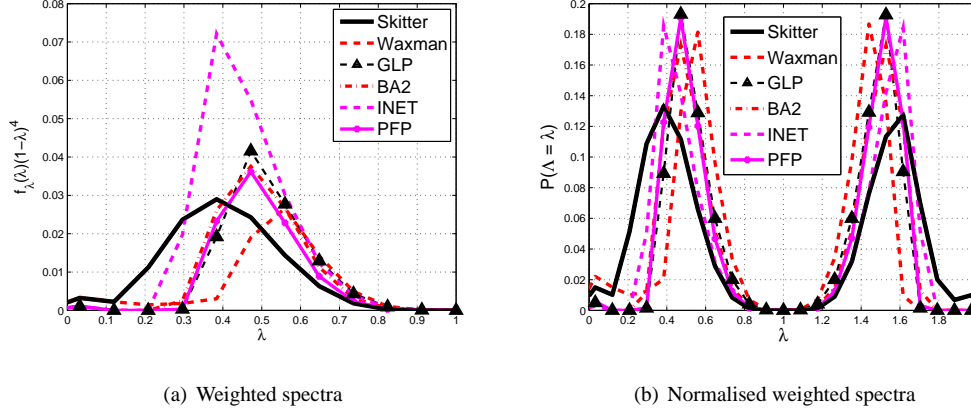 Skitter
Waxman
GLP
BA2
INET
PFP
0.08
0.07
0.06
0.05
0.04
0.03
0.02
0.01
0
f_λ(λ)(1−λ)^4
0 0.1 0.2 0.3 0.4 0.5 0.6 0.7 0.8 0.9 1
λ
(a) Weighted spectra
Skitter
Waxman
GLP
BA2
INET
PFP
0.2
0.18
0.16
0.14
0.12
0.1
0.08
0.06
0.04
0.02
0
P(Λ = λ)
0 0.2 0.4 0.6 0.8 1 1.2 1.4 1.6 1.8
λ
(b) Normalised weighted spectra